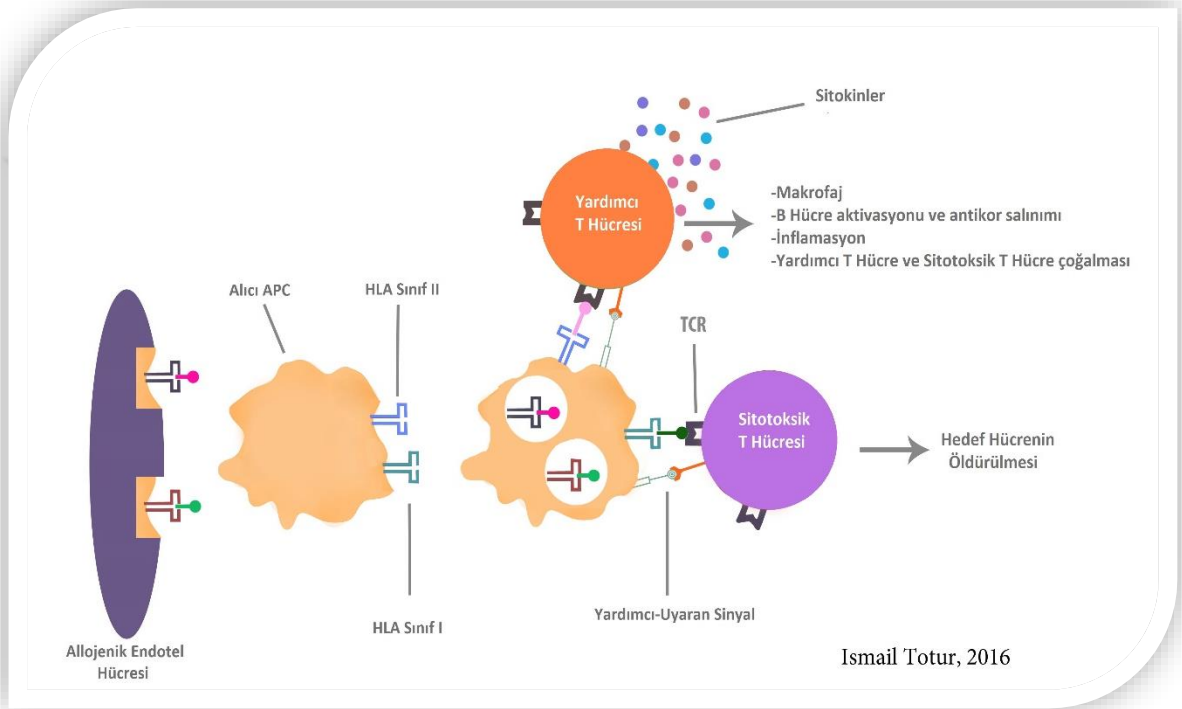 Sitokinler
Yardımcı
T Hücresi
-Makrofaj
-B Hücre aktivasyonu ve antikor salınımı
-İnflamasyon
-Yardımcı T Hücre ve Sitotoksik T Hücre çoğalması
Alıcı APC
HLA Sınıf II
TCR
Sitotoksik
T Hücresi
Hedef Hücrenin
Öldürülmesi
Yardımcı-Uyaran Sinyal
HLA Sınıf I
Allojenik Endotel
Hücresi
Ismail Totur, 2016